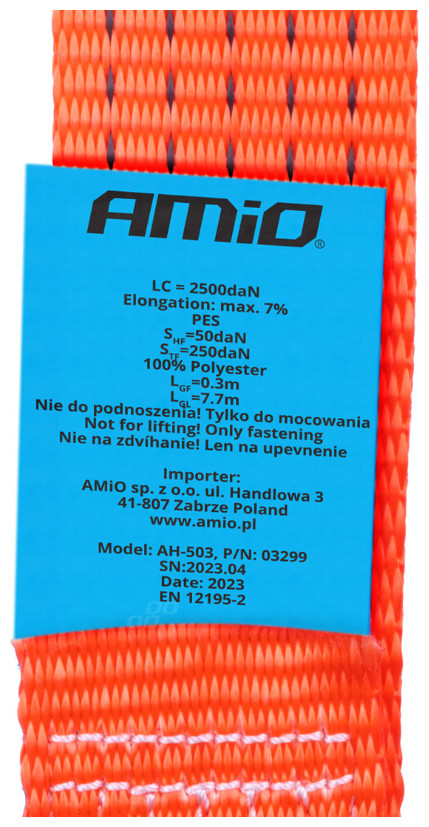 AMiO®
LC = 2500daN
Elongation: max. 7%
PES
SHF=50daN
STF=250daN
100% Polyester
LGF=0.3m
LGL=7.7m
Nie do podnoszenia! Tylko do mocowania
Not for lifting! Only fastening
Nie na zdvíhanie! Len na upevnenie
Importer:
AMiO sp. z o.o. ul. Handlowa 3
41-807 Zabrze Poland
www.amio.pl
Model: AH-503, P/N: 03299
SN:2023.04
Date: 2023
EN 12195-2